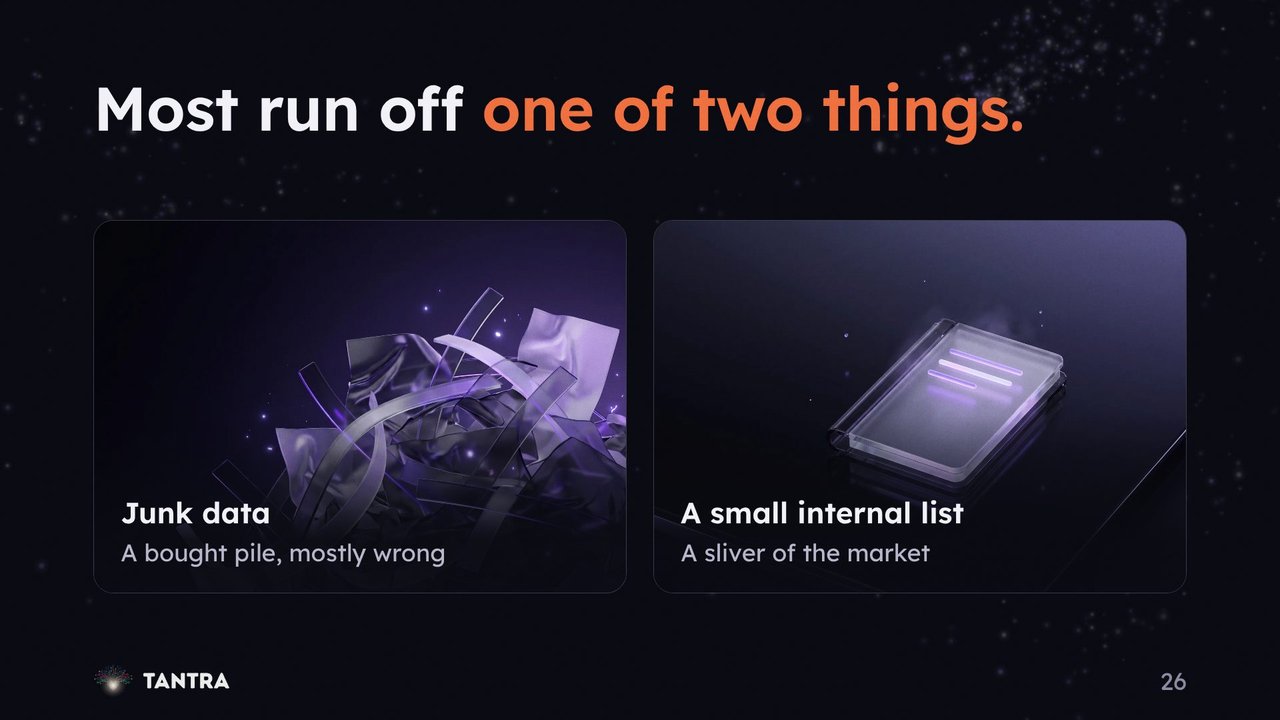 Most run off one of two things.
Junk data
A bought pile, mostly wrong
A small internal list
A sliver of the market
TANTRA
26